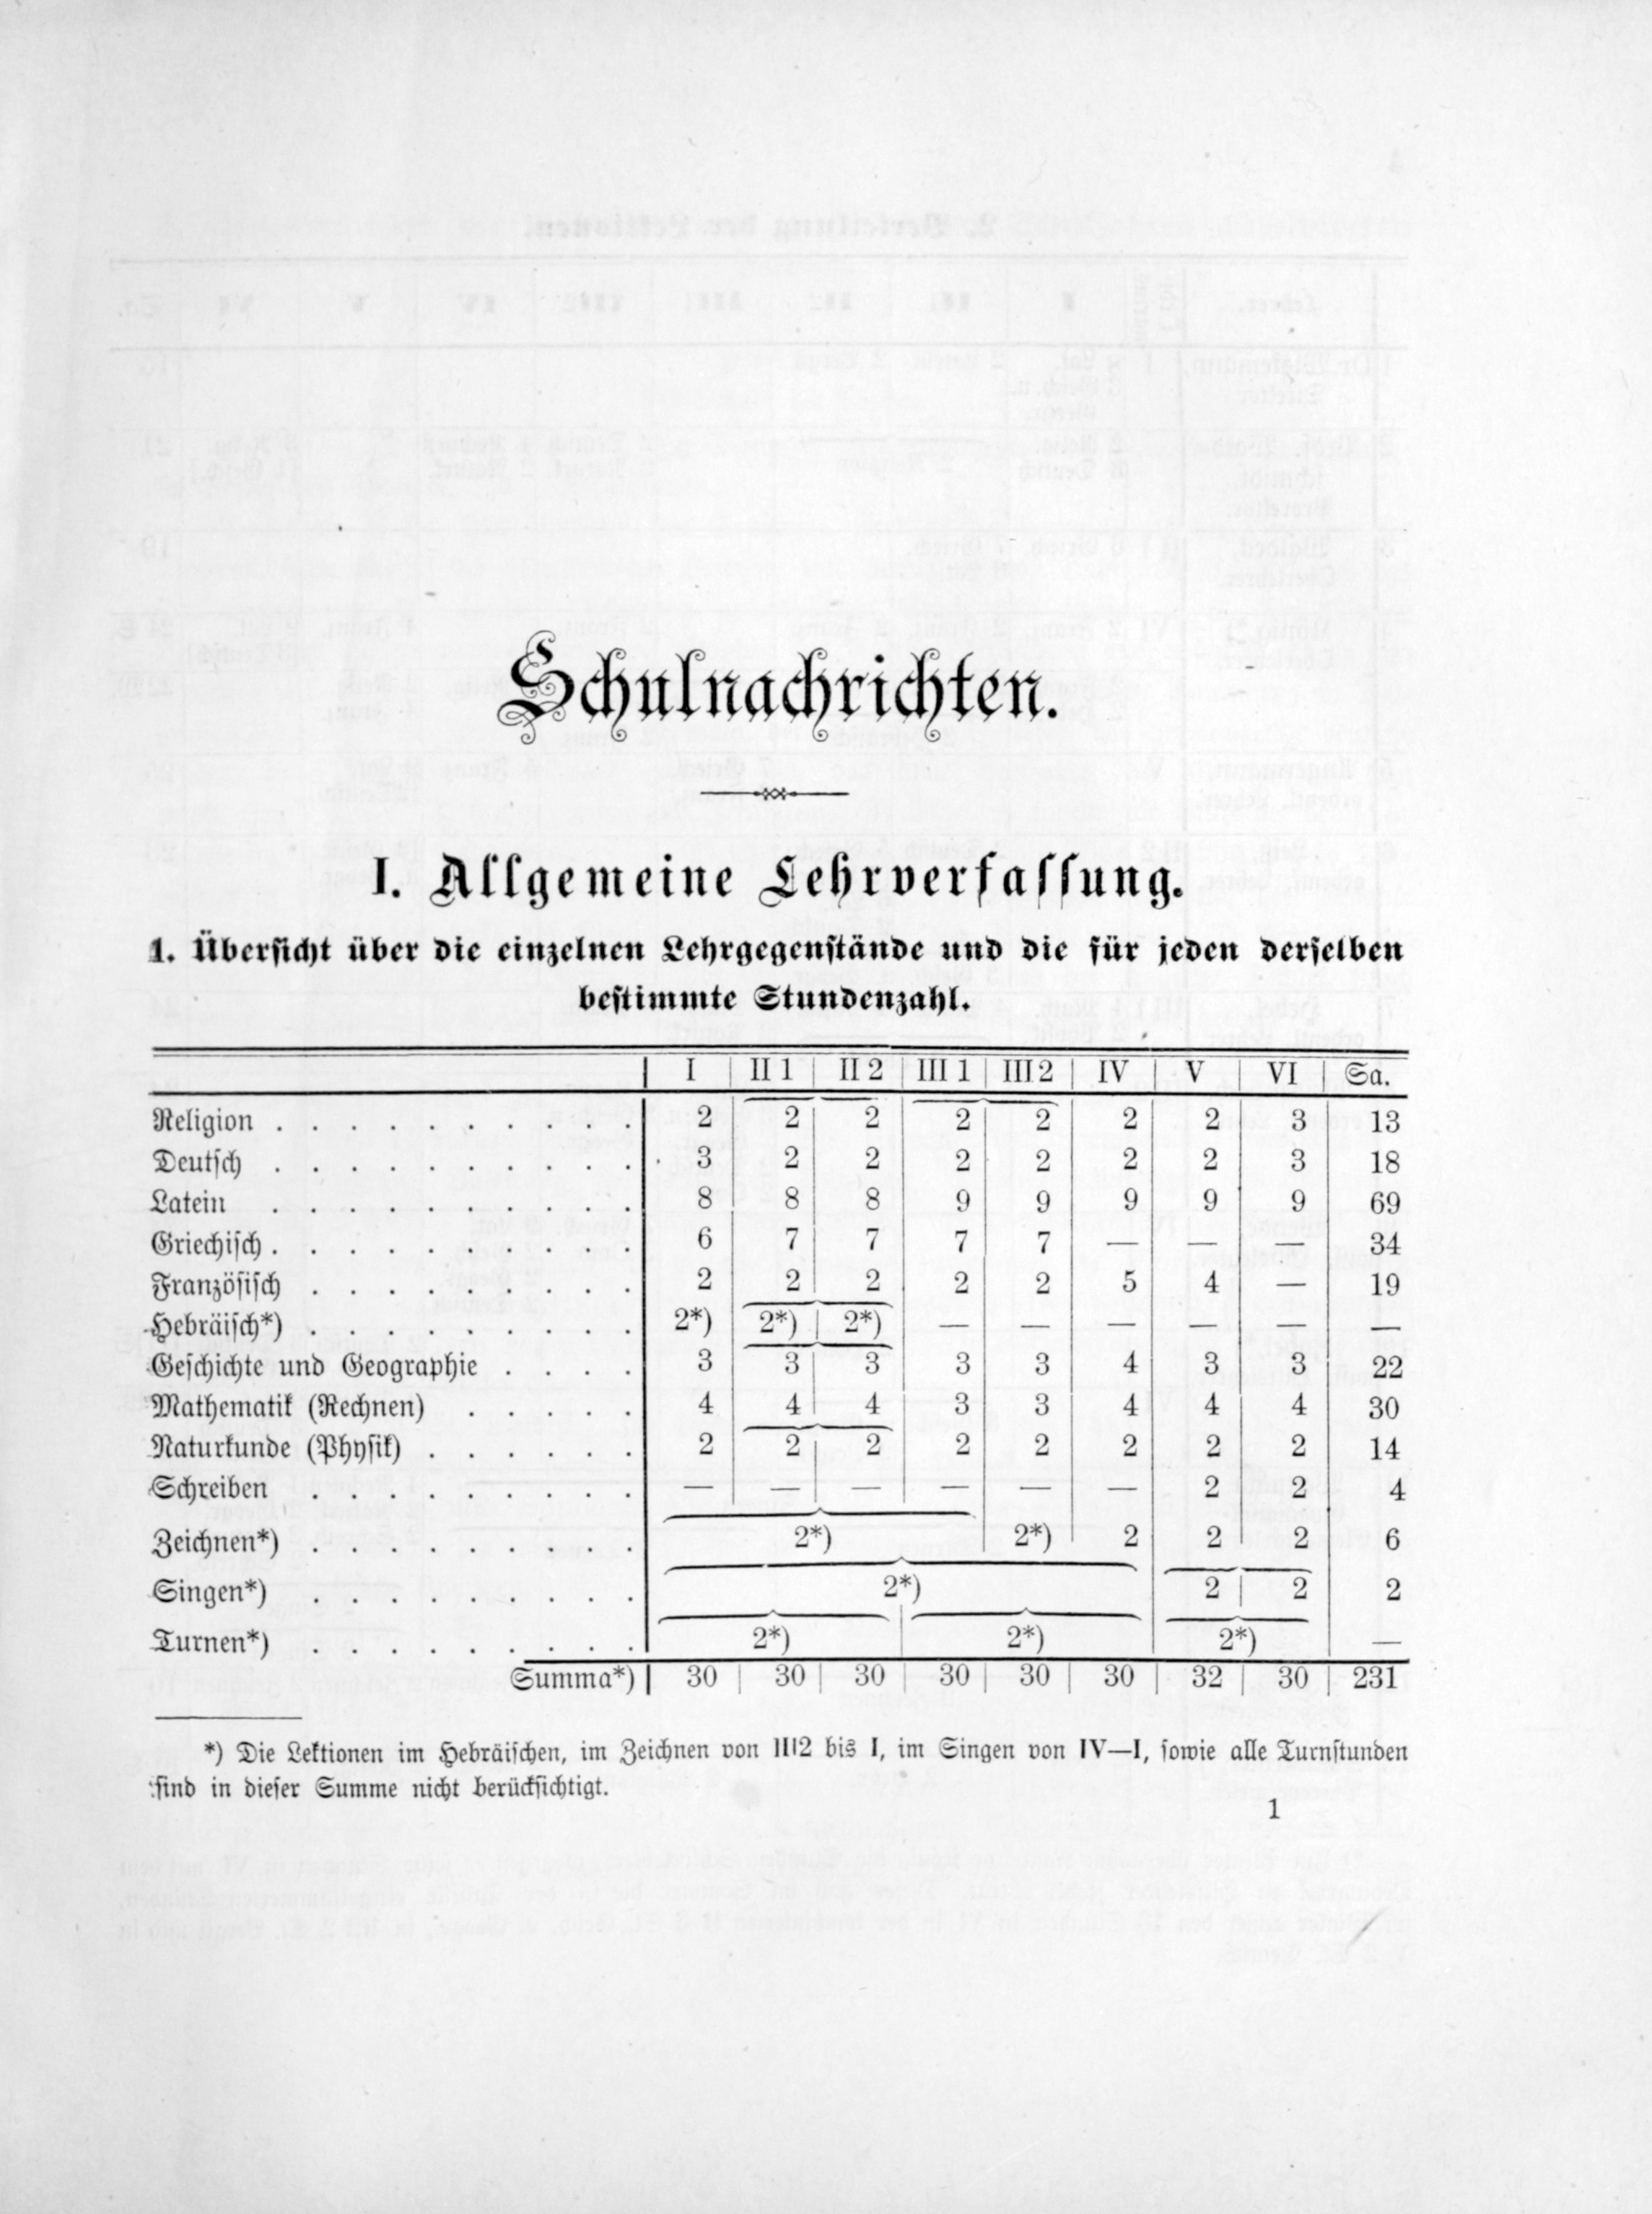 Schulnachrichten.
I. Allgemeine Lehrverfassung.
1. Übersicht über die einzelnen Lehrgegenstände und die für jeden derselben
bestimmte Stundenzahl.
I | II 1 | II 2 | III 1 | III 2 | IV | V | VI | Sa.
Religion . . . . . . . . . . 2 2 2 2 2 2 2 3 13
Deutsch . . . . . . . . . . 3 2 2 2 2 2 2 3 18
Latein . . . . . . . . . . 8 8 8 9 9 9 9 9 69
Griechisch . . . . . . . . . . 6 7 7 7 7 — — — 34
Französisch . . . . . . . . . 2 2 2 2 2 5 4 — 19
Hebräisch*) . . . . . . . . . 2*) 2*) 2*) — — — — — —
Geschichte und Geographie . . . . 3 3 3 3 3 4 3 3 22
Mathematik (Rechnen) . . . . . 4 4 4 3 3 4 4 4 30
Naturkunde (Physik) . . . . . . 2 2 2 2 2 2 2 2 14
Schreiben . . . . . . . . . — — — — — — 2 2 4
Zeichnen*) . . . . . . . . . 2*) 2*) 2 2 2 6
Singen*) . . . . . . . . . 2*) 2 2 2
Turnen*) . . . . . . . . . 2*) 2*) 2*) —
Summa*) | 30 | 30 | 30 | 30 | 30 | 30 | 32 | 30 | 231
*) Die Lektionen im Hebräischen, im Zeichnen von III2 bis I, im Singen von IV—I, sowie alle Turnstunden
sind in dieser Summe nicht berücksichtigt.
1